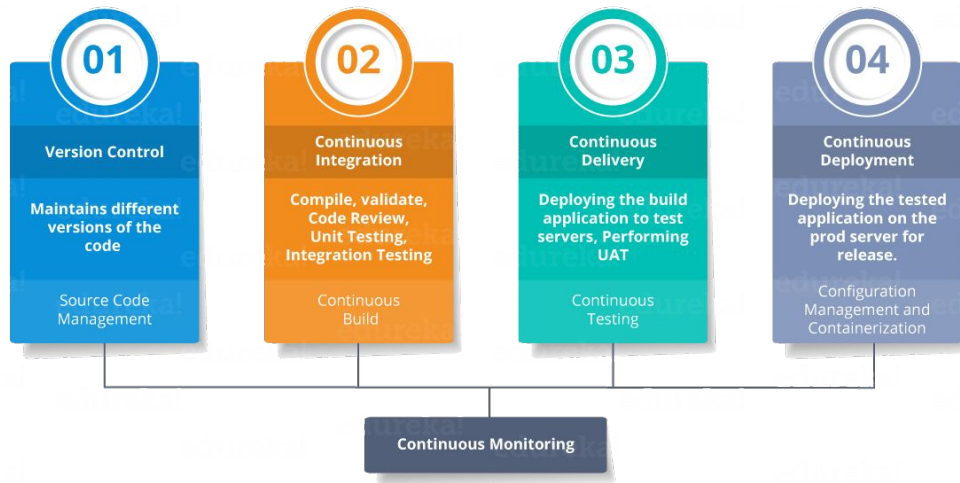 01
Version Control
Maintains different
versions of the
code
Source Code
Management
02
Continuous
Integration
Compile, validate,
Code Review,
Unit Testing,
Integration Testing
Continuous
Build
03
Continuous
Delivery
Deploying the build
application to test
servers, Performing
UAT
Continuous
Testing
04
Continuous
Deployment
Deploying the tested
application on the
prod server for
release.
Configuration
Management and
Containerization
Continuous Monitoring
edureka!